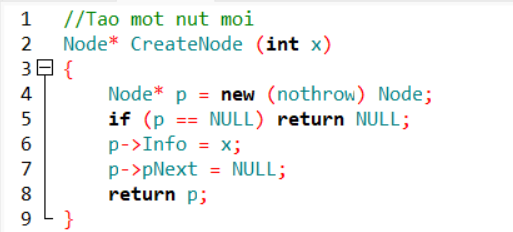 1 //Tao mot nut moi
2 Node* CreateNode (int x)
3 {
4 Node* p = new (nothrow) Node;
5 if (p == NULL) return NULL;
6 p->Info = x;
7 p->pNext = NULL;
8 return p;
9 }